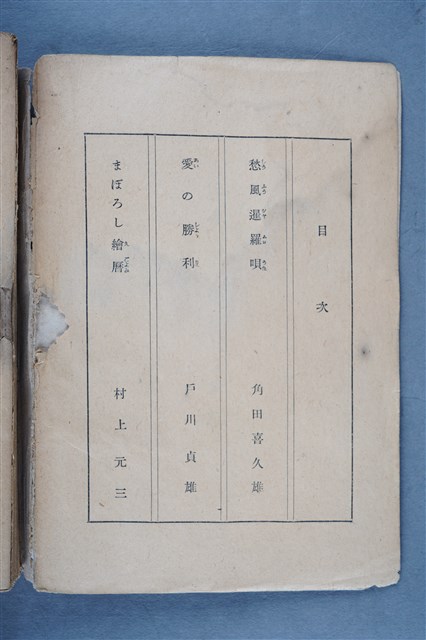 目次
愁風暹羅唄 角田喜久雄
愛の勝利 戸川貞雄
まぼろし繪暦 村上元三